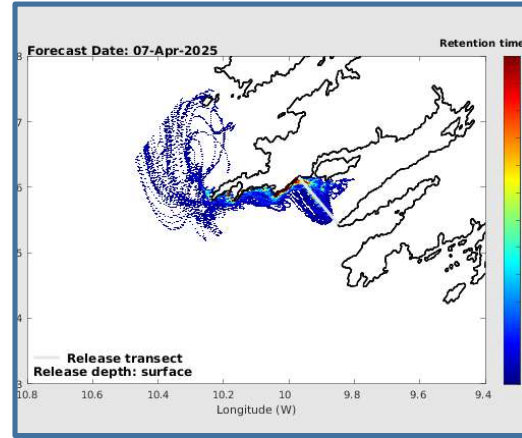 Retention time
Forecast Date: 07-Apr-2025
8
7
6
5
4
3
Release transect
Release depth: surface
10.8 10.6 10.4 10.2 10 9.8 9.6 9.4
Longitude (W)